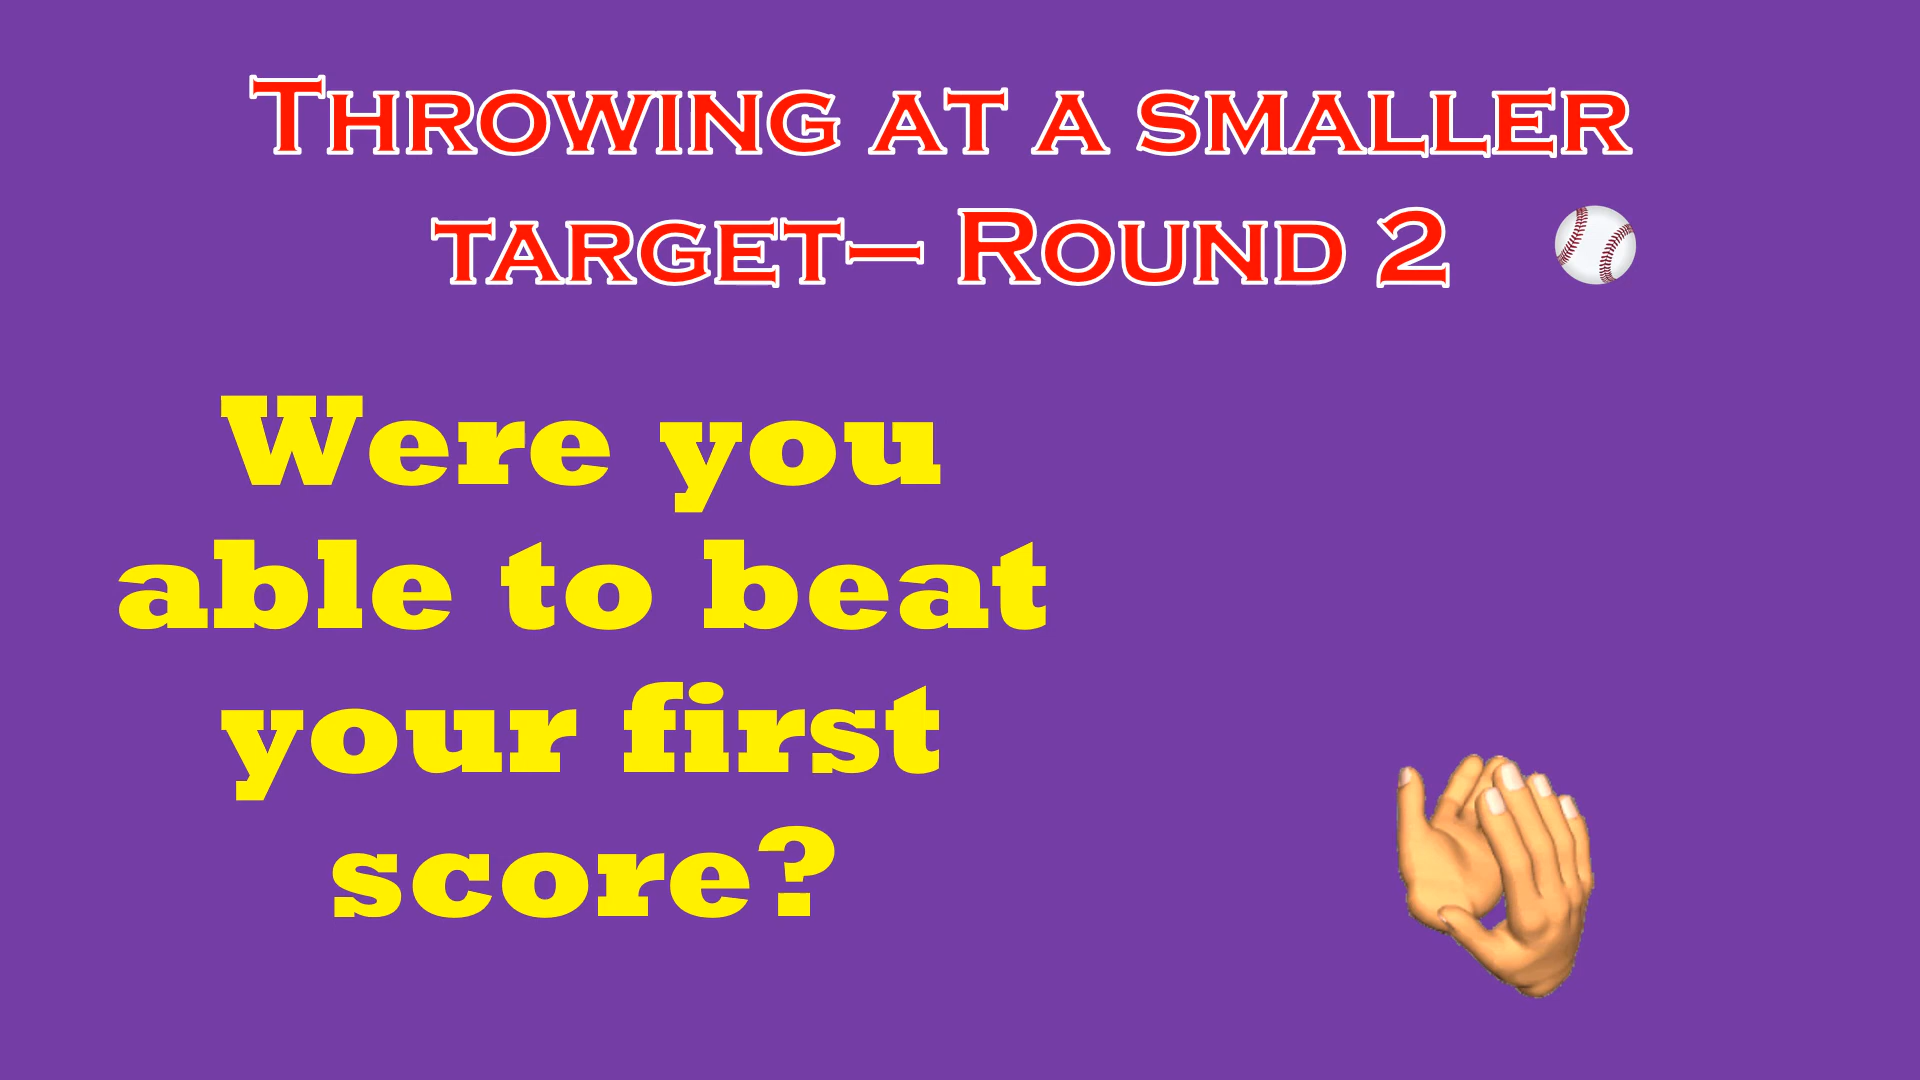 Throwing at a smaller
target– Round 2
Were you
able to beat
your first
score?